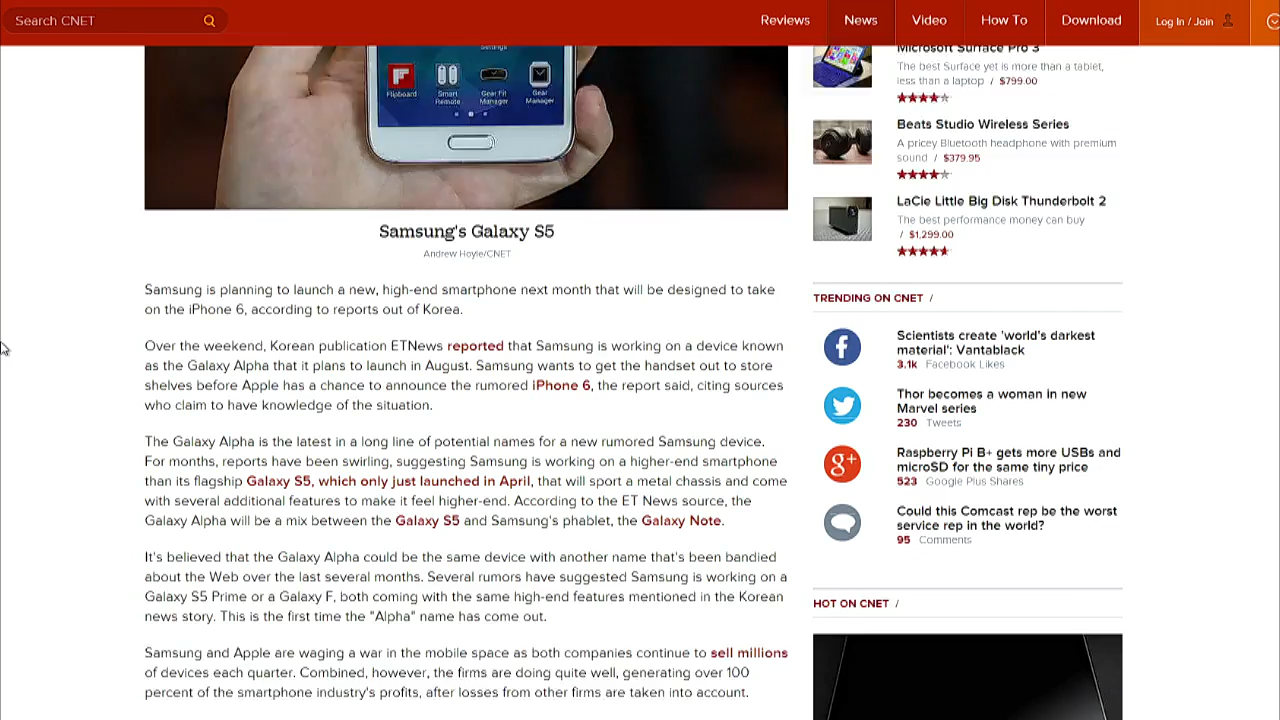 Search CNET
Reviews
News
Video
How To
Download
Log In / Join
Settings
Flipboard
Smart Remote
Gear Fit Manager
Gear Manager
Samsung's Galaxy S5
Andrew Hoyle/CNET
Samsung is planning to launch a new, high-end smartphone next month that will be designed to take
on the iPhone 6, according to reports out of Korea.
Over the weekend, Korean publication ETNews reported that Samsung is working on a device known
as the Galaxy Alpha that it plans to launch in August. Samsung wants to get the handset out to store
shelves before Apple has a chance to announce the rumored iPhone 6, the report said, citing sources
who claim to have knowledge of the situation.
The Galaxy Alpha is the latest in a long line of potential names for a new rumored Samsung device.
For months, reports have been swirling, suggesting Samsung is working on a higher-end smartphone
than its flagship Galaxy S5, which only just launched in April, that will sport a metal chassis and come
with several additional features to make it feel higher-end. According to the ET News source, the
Galaxy Alpha will be a mix between the Galaxy S5 and Samsung's phablet, the Galaxy Note.
It's believed that the Galaxy Alpha could be the same device with another name that's been bandied
about the Web over the last several months. Several rumors have suggested Samsung is working on a
Galaxy S5 Prime or a Galaxy F, both coming with the same high-end features mentioned in the Korean
news story. This is the first time the "Alpha" name has come out.
Samsung and Apple are waging a war in the mobile space as both companies continue to sell millions
of devices each quarter. Combined, however, the firms are doing quite well, generating over 100
percent of the smartphone industry's profits, after losses from other firms are taken into account.
Microsoft Surface Pro 3
The best Surface yet is more than a tablet,
less than a laptop / $799.00
Beats Studio Wireless Series
A pricey Bluetooth headphone with premium
sound / $379.95
LaCie Little Big Disk Thunderbolt 2
The best performance money can buy
/ $1,299.00
TRENDING ON CNET /
Scientists create 'world's darkest
material': Vantablack
3.1k Facebook Likes
Thor becomes a woman in new
Marvel series
230 Tweets
Raspberry Pi B+ gets more USBs and
microSD for the same tiny price
523 Google Plus Shares
Could this Comcast rep be the worst
service rep in the world?
95 Comments
HOT ON CNET /